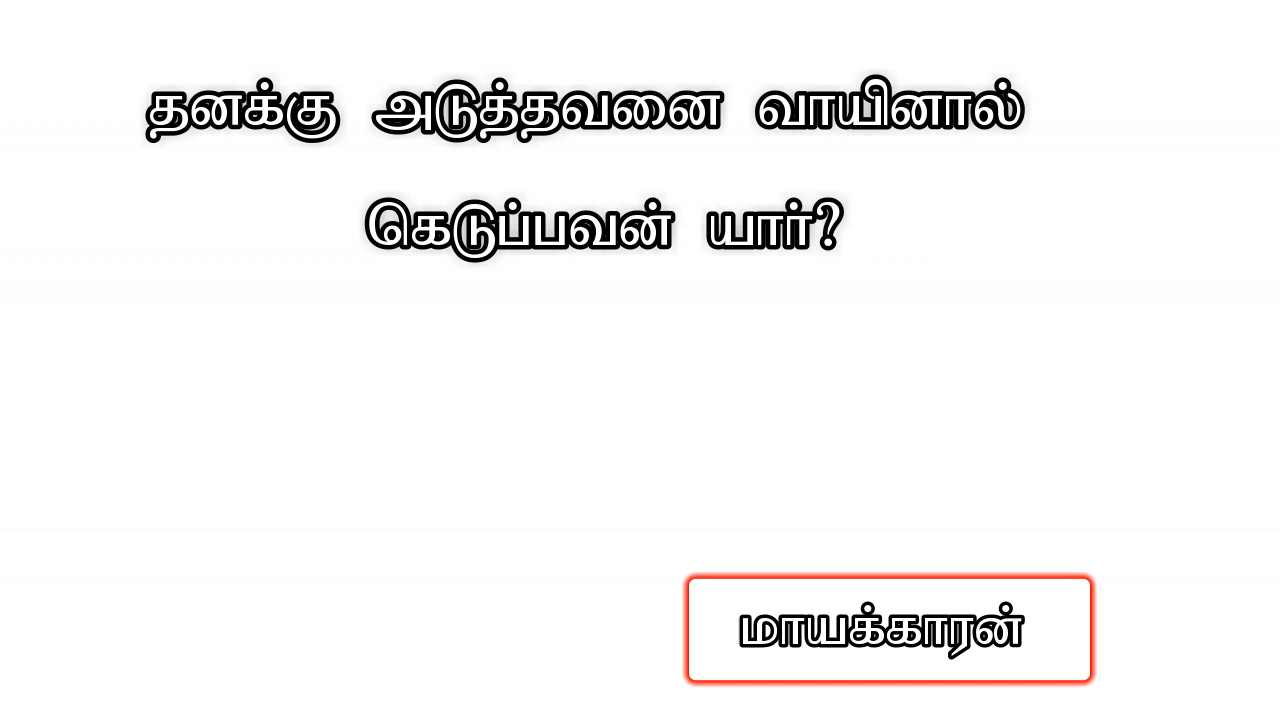 தனக்கு அடுத்தவனை வாயினால்
கெடுப்பவன் யார்?
மாயக்காரன்